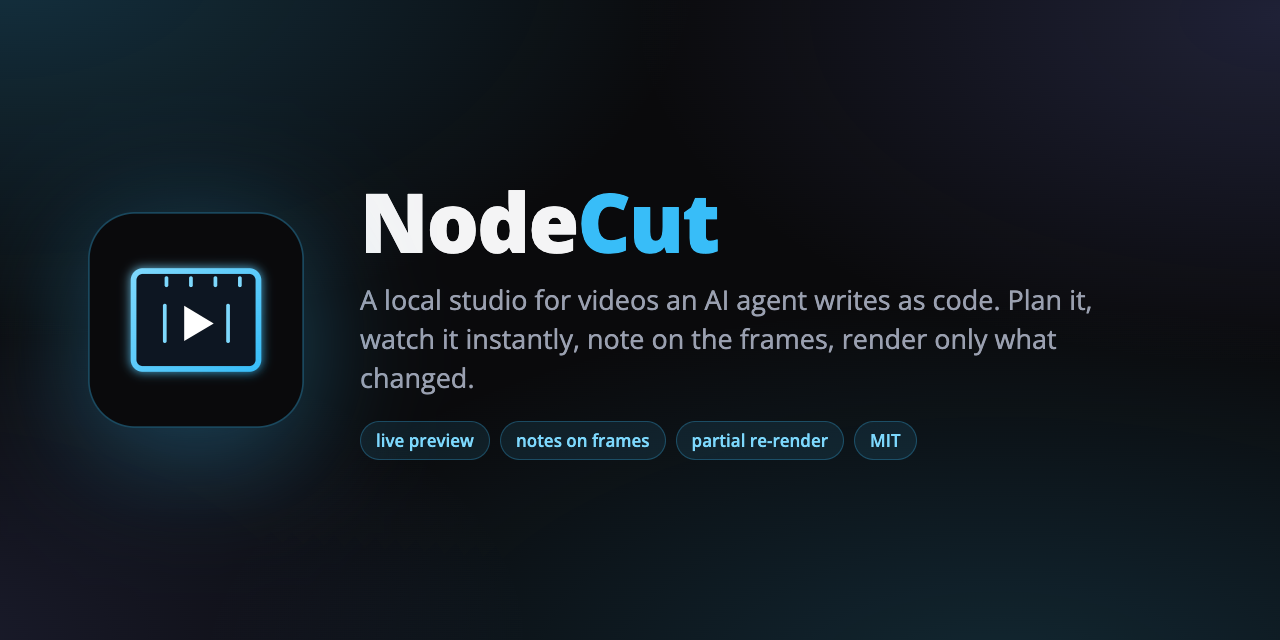 NodeCut
A local studio for videos an AI agent writes as code. Plan it,
watch it instantly, note on the frames, render only what
changed.
live preview
notes on frames
partial re-render
MIT